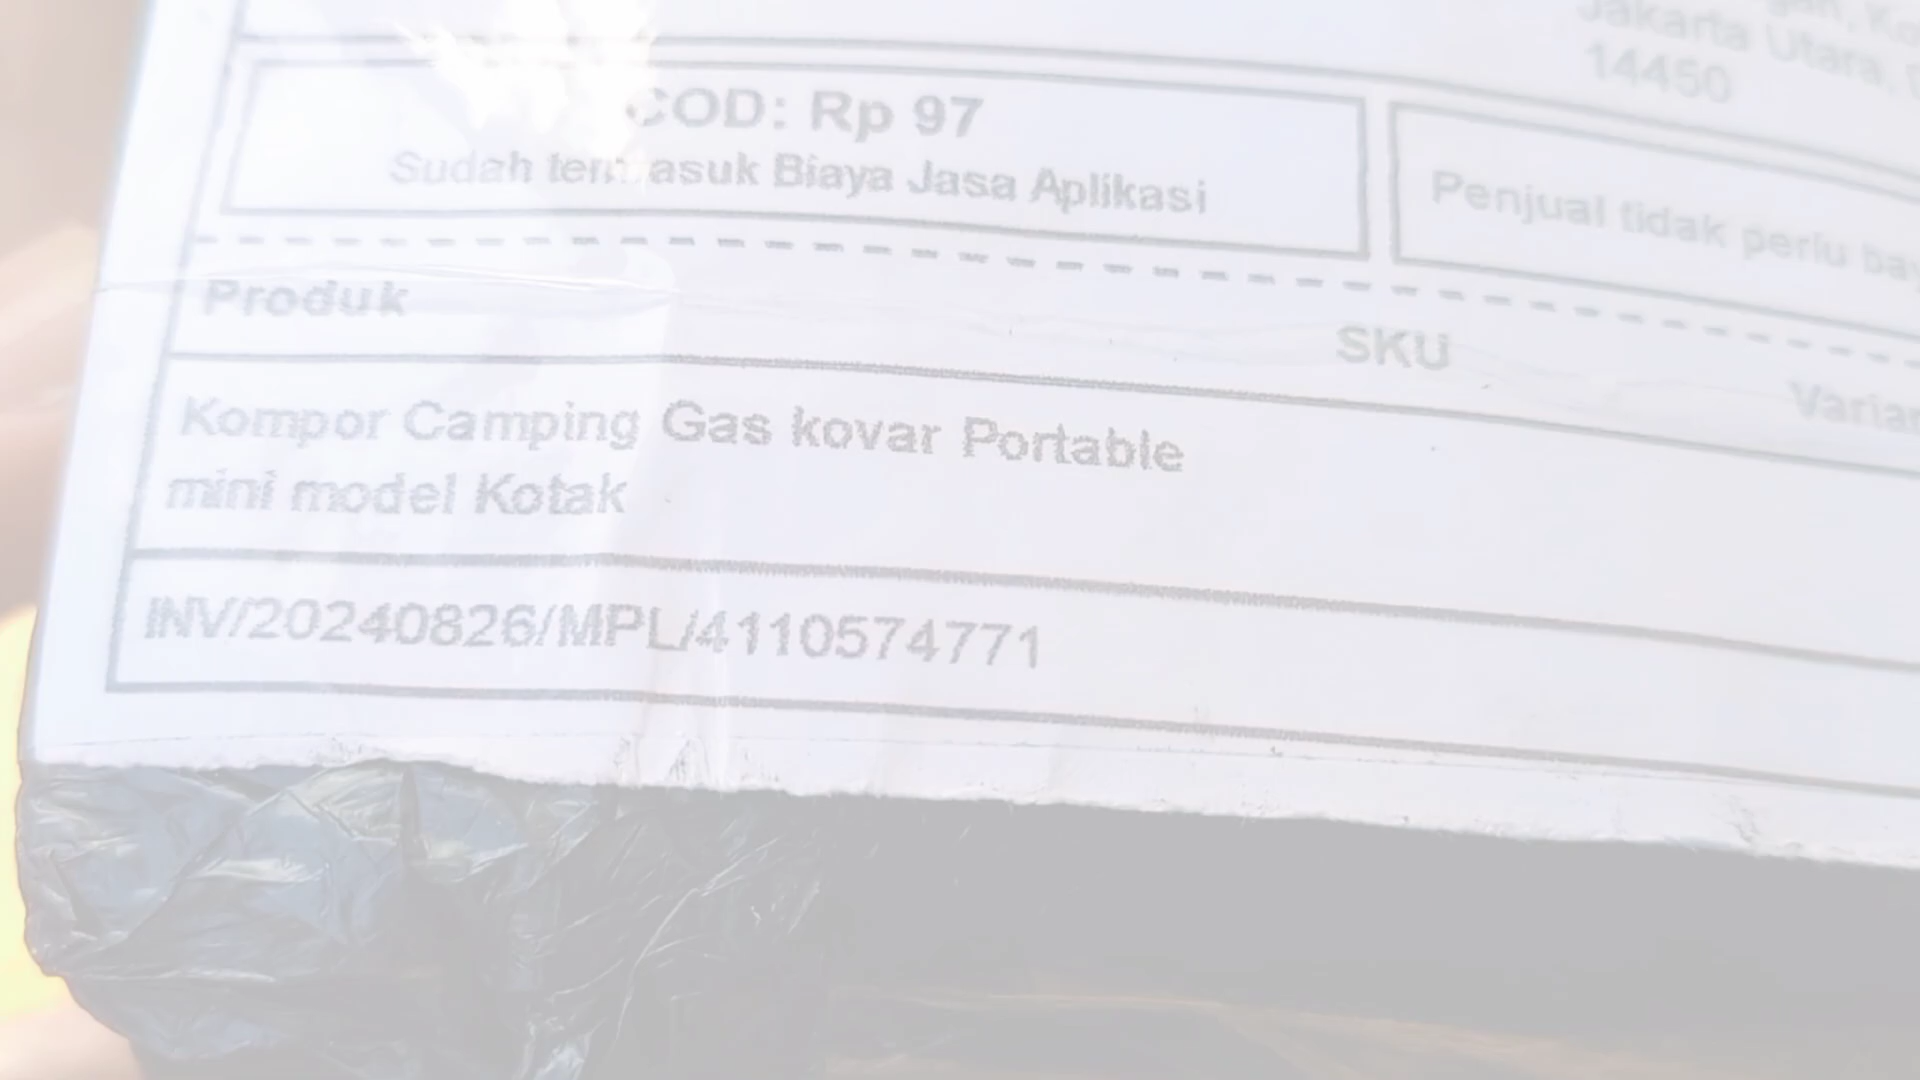 Jakarta Utara,
14450
COD: Rp 97
Sudah termasuk Biaya Jasa Aplikasi
Penjual tidak perlu
Produk
SKU
Kompor Camping Gas kovar Portable
mini model Kotak
INV/20240826/MPL/4110574771